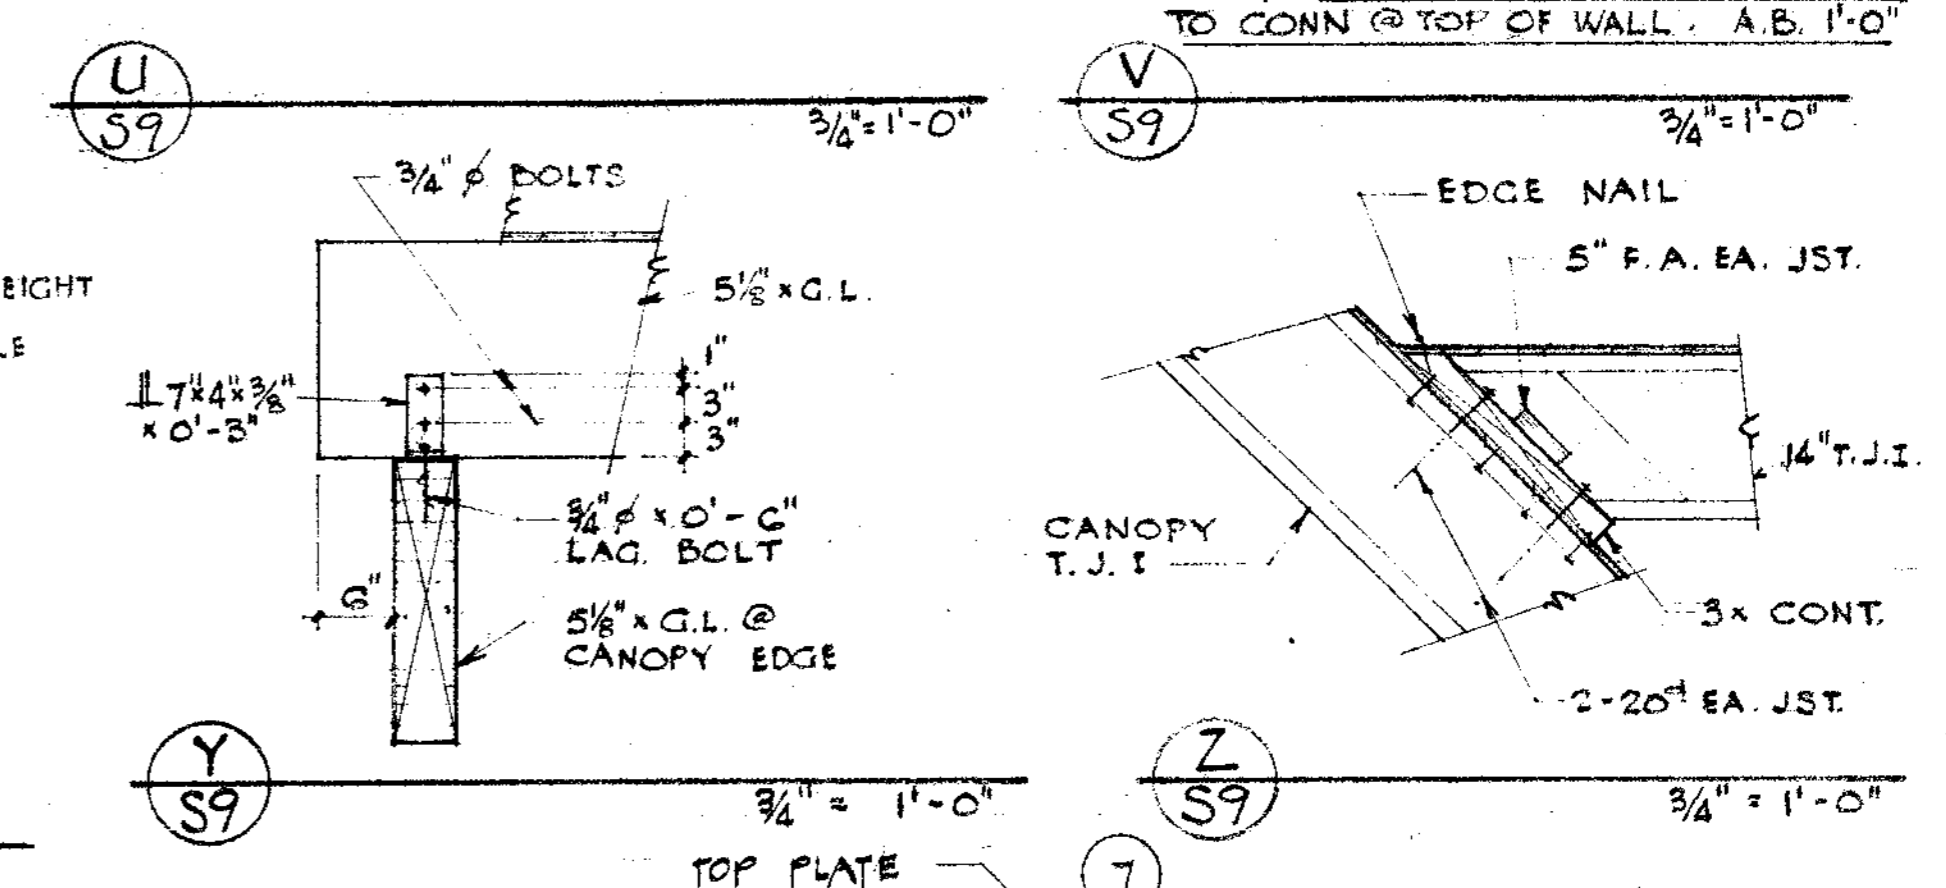 TO CONN @ TOP OF WALL. A.B. 1'-0"
U
S9
3/4"=1'-0"
V
S9
3/4"=1'-0"
3/4" ø BOLTS
5 1/8" x G.L.
1"
3"
3"
7"x4"x3/8"
x 0'-3"
3/4" ø x 0'-6"
LAG. BOLT
6"
5 1/8" x G.L. @
CANOPY EDGE
EIGHT
LE
EDGE NAIL
5" F.A. EA. JST.
14" T.J.I.
CANOPY
T.J.I
3x CONT.
2-20d EA. JST.
Y
S9
3/4" = 1'-0"
Z
S9
3/4" = 1'-0"
TOP PLATE
7